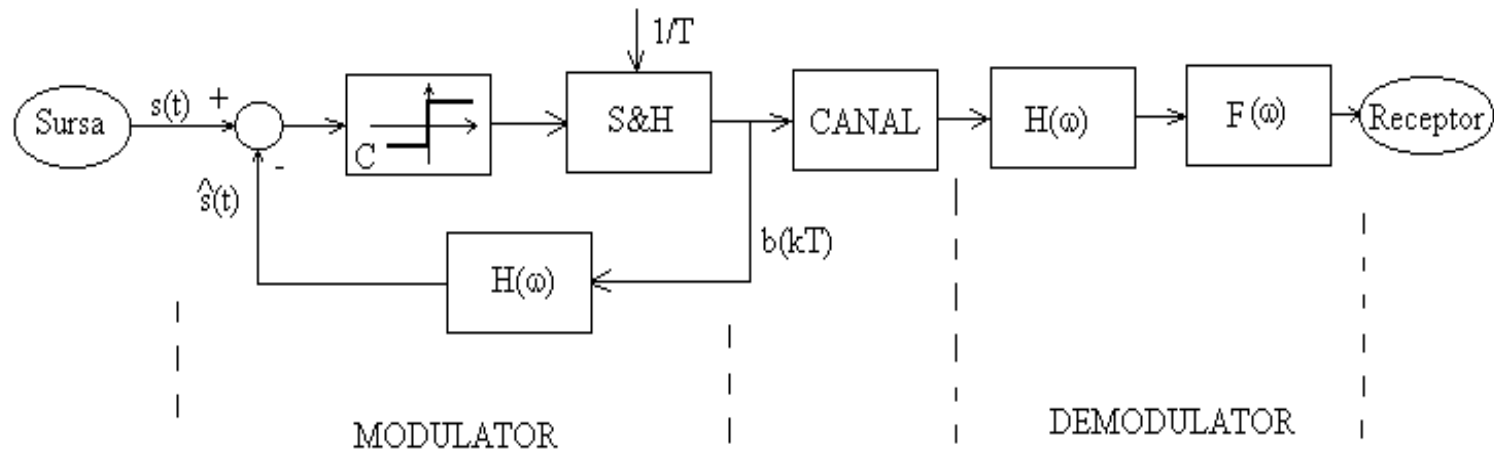 1/T
Sursa
s(t)
+
-
C
S&H
CANAL
H(ω)
F(ω)
Receptor
ŝ(t)
H(ω)
b(kT)
MODULATOR
DEMODULATOR